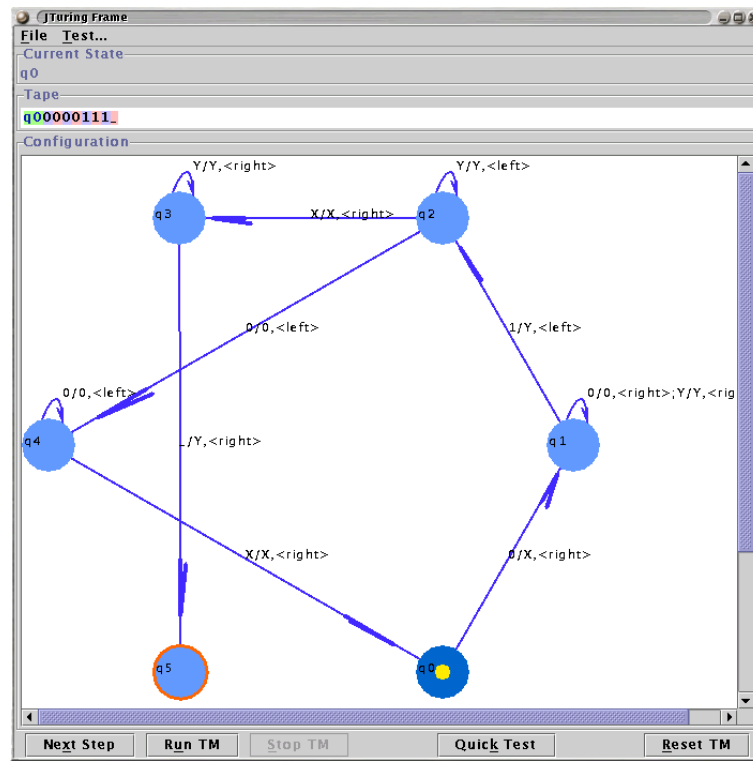 JTuring Frame
File Test...
Current State
q0
Tape
q00000111_
Configuration
Y/Y,<right>
Y/Y,<left>
q3
X/X,<right>
q2
0/0,<left>
1/Y,<left>
0/0,<left>
0/0,<right>;Y/Y,<rig
q4
_/Y,<right>
q1
X/X,<right>
0/X,<right>
q5
q0
Next Step Run TM Stop TM Quick Test Reset TM